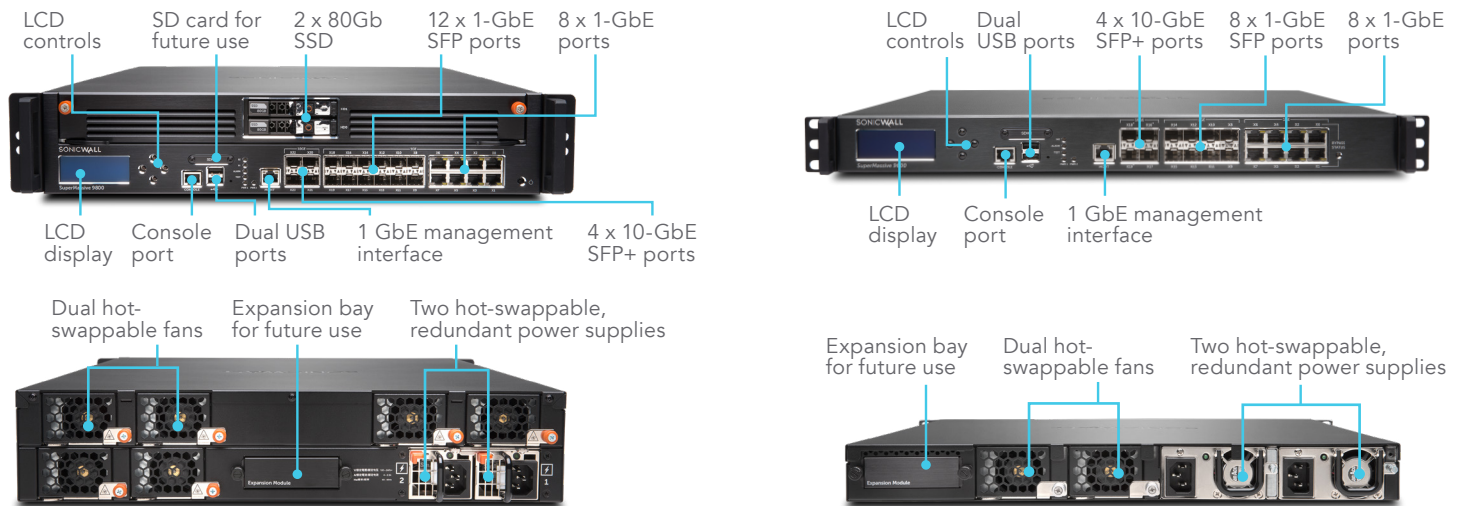 LCD
controls
SD card for
future use
2 x 80Gb
SSD
12 x 1-GbE
SFP ports
8 x 1-GbE
ports
SONICWALL
SuperMassive 9800
LCD
display
Console
port
Dual USB
ports
1 GbE management
interface
4 x 10-GbE
SFP+ ports
LCD
controls
Dual
USB ports
4 x 10-GbE
SFP+ ports
8 x 1-GbE
SFP ports
8 x 1-GbE
ports
SONICWALL
LCD
display
Console
port
1 GbE management
interface
Dual hot-
swappable fans
Expansion bay
for future use
Two hot-swappable,
redundant power supplies
Expansion Module
2
1
Expansion bay
for future use
Dual hot-
swappable fans
Two hot-swappable,
redundant power supplies
Expansion Module